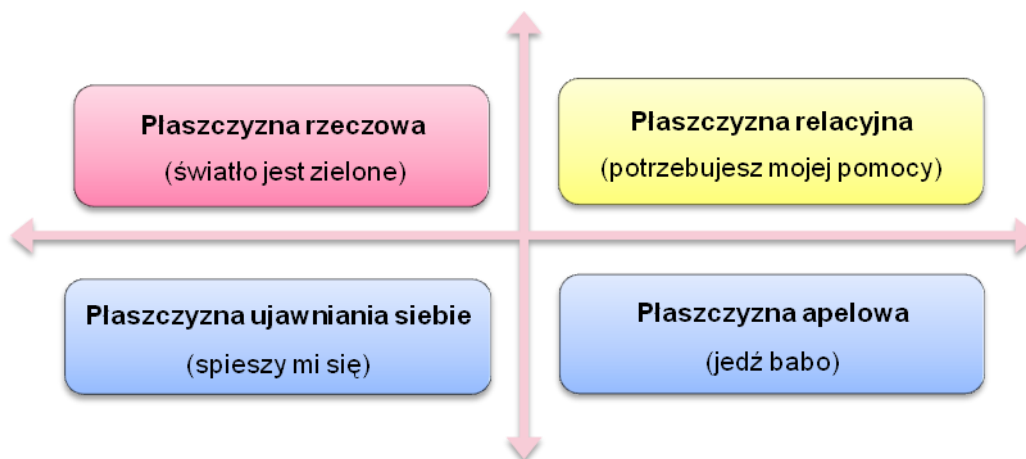 Płaszczyzna rzeczowa
(światło jest zielone)
Płaszczyzna relacyjna
(potrzebujesz mojej pomocy)
Płaszczyzna ujawniania siebie
(spieszy mi się)
Płaszczyzna apelowa
(jedź babo)